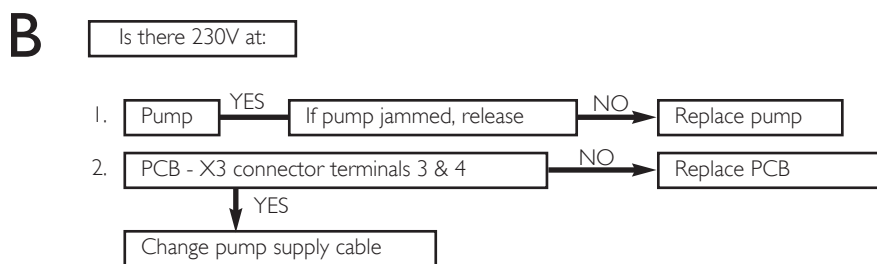 B
Is there 230V at:
1. Pump YES If pump jammed, release NO Replace pump
2. PCB - X3 connector terminals 3 & 4 NO Replace PCB
YES
Change pump supply cable